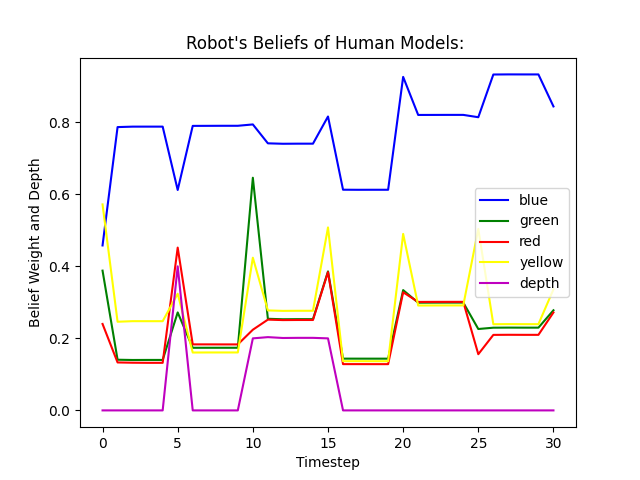 Robot's Beliefs of Human Models:
Belief Weight and Depth
0.8
0.6
0.4
0.2
0.0
blue
green
red
yellow
depth
0 5 10 15 20 25 30
Timestep